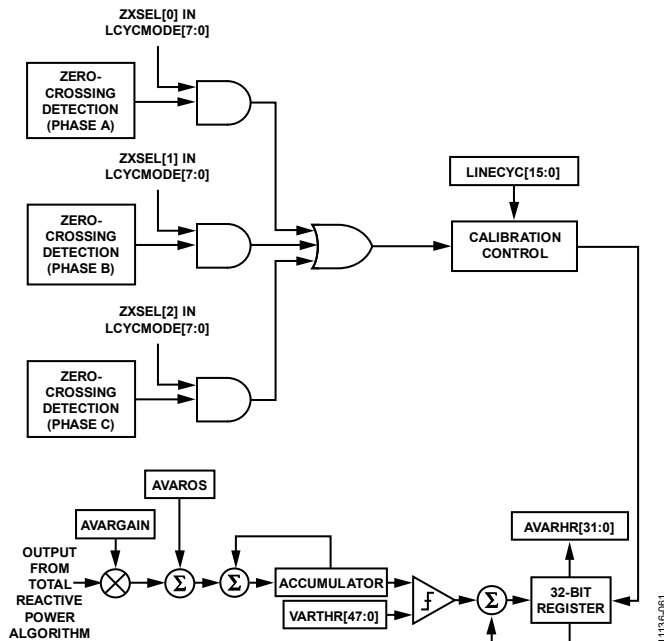 ZXSEL[0] IN
LCYCMODE[7:0]
ZERO-
CROSSING
DETECTION
(PHASE A)
ZXSEL[1] IN
LCYCMODE[7:0]
ZERO-
CROSSING
DETECTION
(PHASE B)
ZXSEL[2] IN
LCYCMODE[7:0]
ZERO-
CROSSING
DETECTION
(PHASE C)
LINECYC[15:0]
CALIBRATION
CONTROL
AVAROS
AVARGAIN
OUTPUT
FROM
TOTAL
REACTIVE
POWER
ALGORITHM
Σ
Σ
ACCUMULATOR
VARTHR[47:0]
Σ
AVARHR[31:0]
32-BIT
REGISTER
11136-061